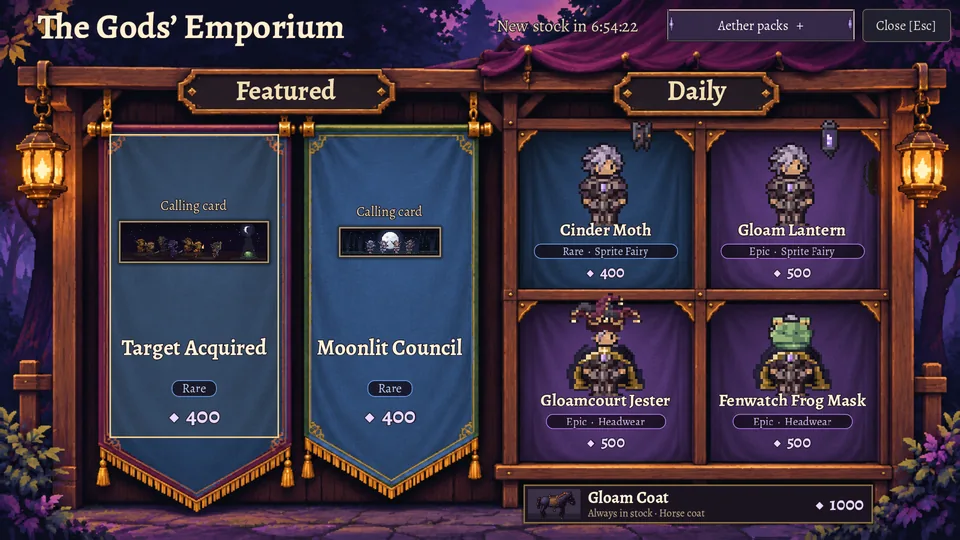 The Gods’ Emporium
New stock in 6:54:22
Aether packs +
Close [Esc]
Featured
Daily
Calling card
Target Acquired
Rare
400
Calling card
Moonlit Council
Rare
400
Cinder Moth
Rare · Sprite Fairy
400
Gloam Lantern
Epic · Sprite Fairy
500
Gloamcourt Jester
Epic · Headwear
500
Fenwatch Frog Mask
Epic · Headwear
500
Gloam Coat
Always in stock · Horse coat
1000